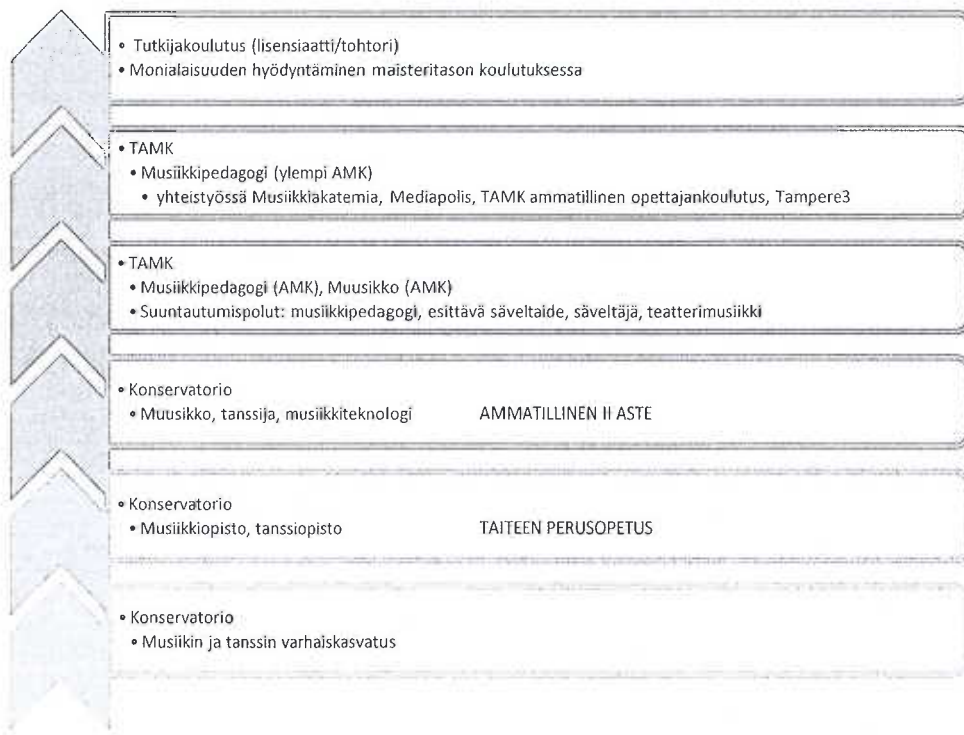 • Tutkijakoulutus (lisensiaatti/tohtori)
• Monialaisuuden hyödyntäminen maisteritason koulutuksessa
• TAMK
• Musiikkipedagogi (ylempi AMK)
• yhteistyössä Musiikkiakatemia, Mediapolis, TAMK ammatillinen opettajankoulutus, Tampere3
• TAMK
• Musiikkipedagogi (AMK), Muusikko (AMK)
• Suuntautumispolut: musiikkipedagogi, esittävä säveltaide, säveltäjä, teatterimusiikki
• Konservatorio
• Muusikko, tanssija, musiikkiteknologi AMMATILLINEN II ASTE
• Konservatorio
• Musiikkiopisto, tanssiopisto TAITEEN PERUSOPETUS
• Konservatorio
• Musiikin ja tanssin varhaiskasvatus